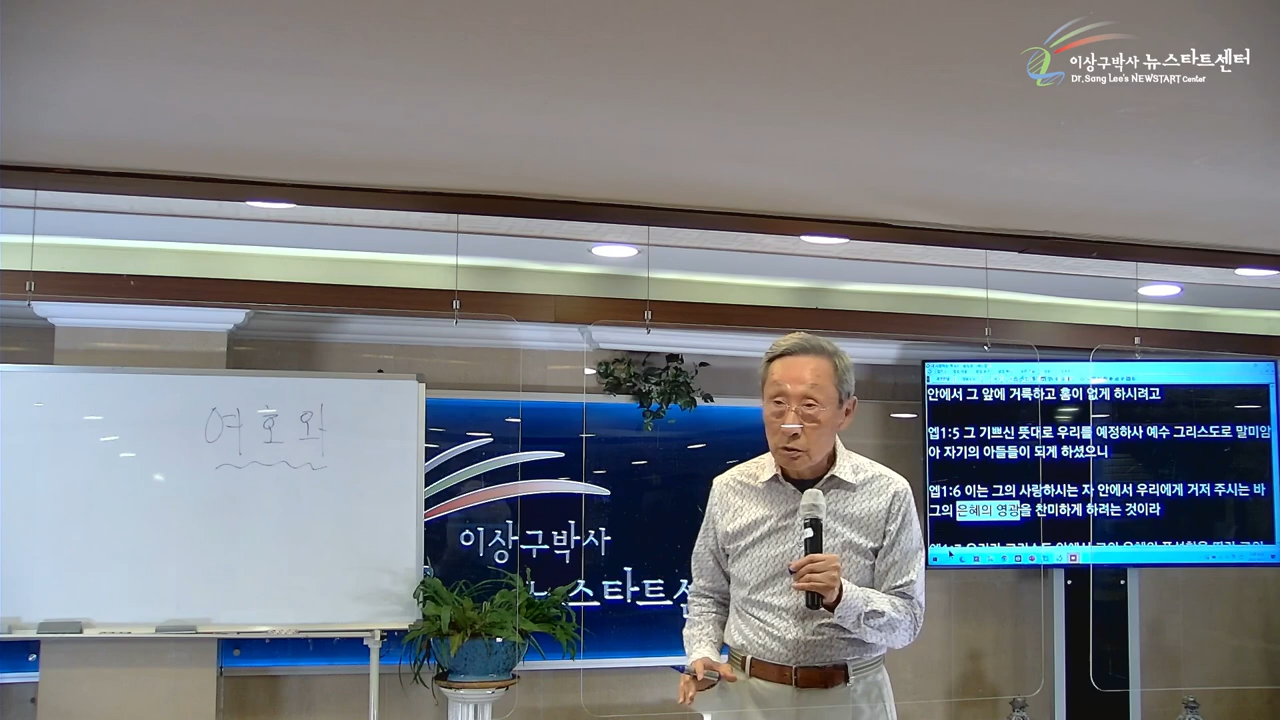 이상구박사 뉴스타트센터
Dr. Sang Lee's NEWSTART Center
여호와
이상구박사
뉴스타트센
안에서 그 앞에 거룩하고 흠이 없게 하시려고
엡1:5 그 기쁘신 뜻대로 우리를 예정하사 예수 그리스도로 말미암
아 자기의 아들들이 되게 하셨으니
엡1:6 이는 그의 사랑하시는 자 안에서 우리에게 거저 주시는 바
그의 은혜의 영광을 찬미하게 하려는 것이라